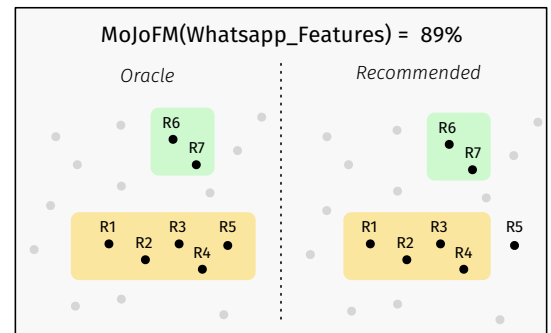 MoJoFM(Whatsapp_Features) = 89%
Oracle
Recommended
R6
R7
R1
R2
R3
R4
R5
R6
R7
R1
R2
R3
R4
R5